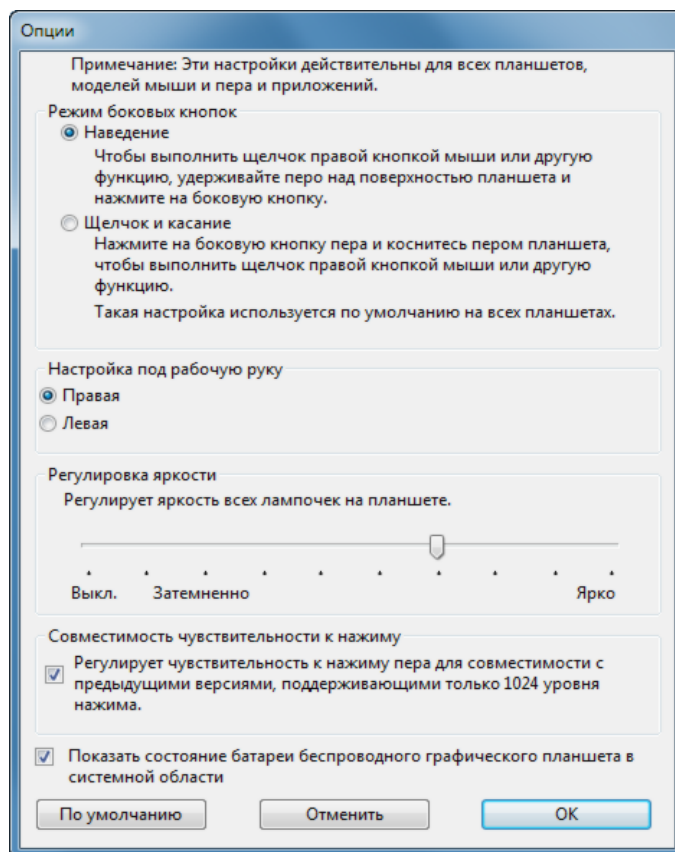 Опции
Примечание: Эти настройки действительны для всех планшетов,
моделей мыши и пера и приложений.
Режим боковых кнопок
Наведение
Чтобы выполнить щелчок правой кнопкой мыши или другую
функцию, удерживайте перо над поверхностью планшета и
нажмите на боковую кнопку.
Щелчок и касание
Нажмите на боковую кнопку пера и коснитесь пером планшета,
чтобы выполнить щелчок правой кнопкой мыши или другую
функцию.
Такая настройка используется по умолчанию на всех планшетах.
Настройка под рабочую руку
Правая
Левая
Регулировка яркости
Регулирует яркость всех лампочек на планшете.
Выкл. Затемненно Ярко
Совместимость чувствительности к нажиму
Регулирует чувствительность к нажиму пера для совместимости с
предыдущими версиями, поддерживающими только 1024 уровня
нажима.
Показать состояние батареи беспроводного графического планшета в
системной области
По умолчанию Отменить OK